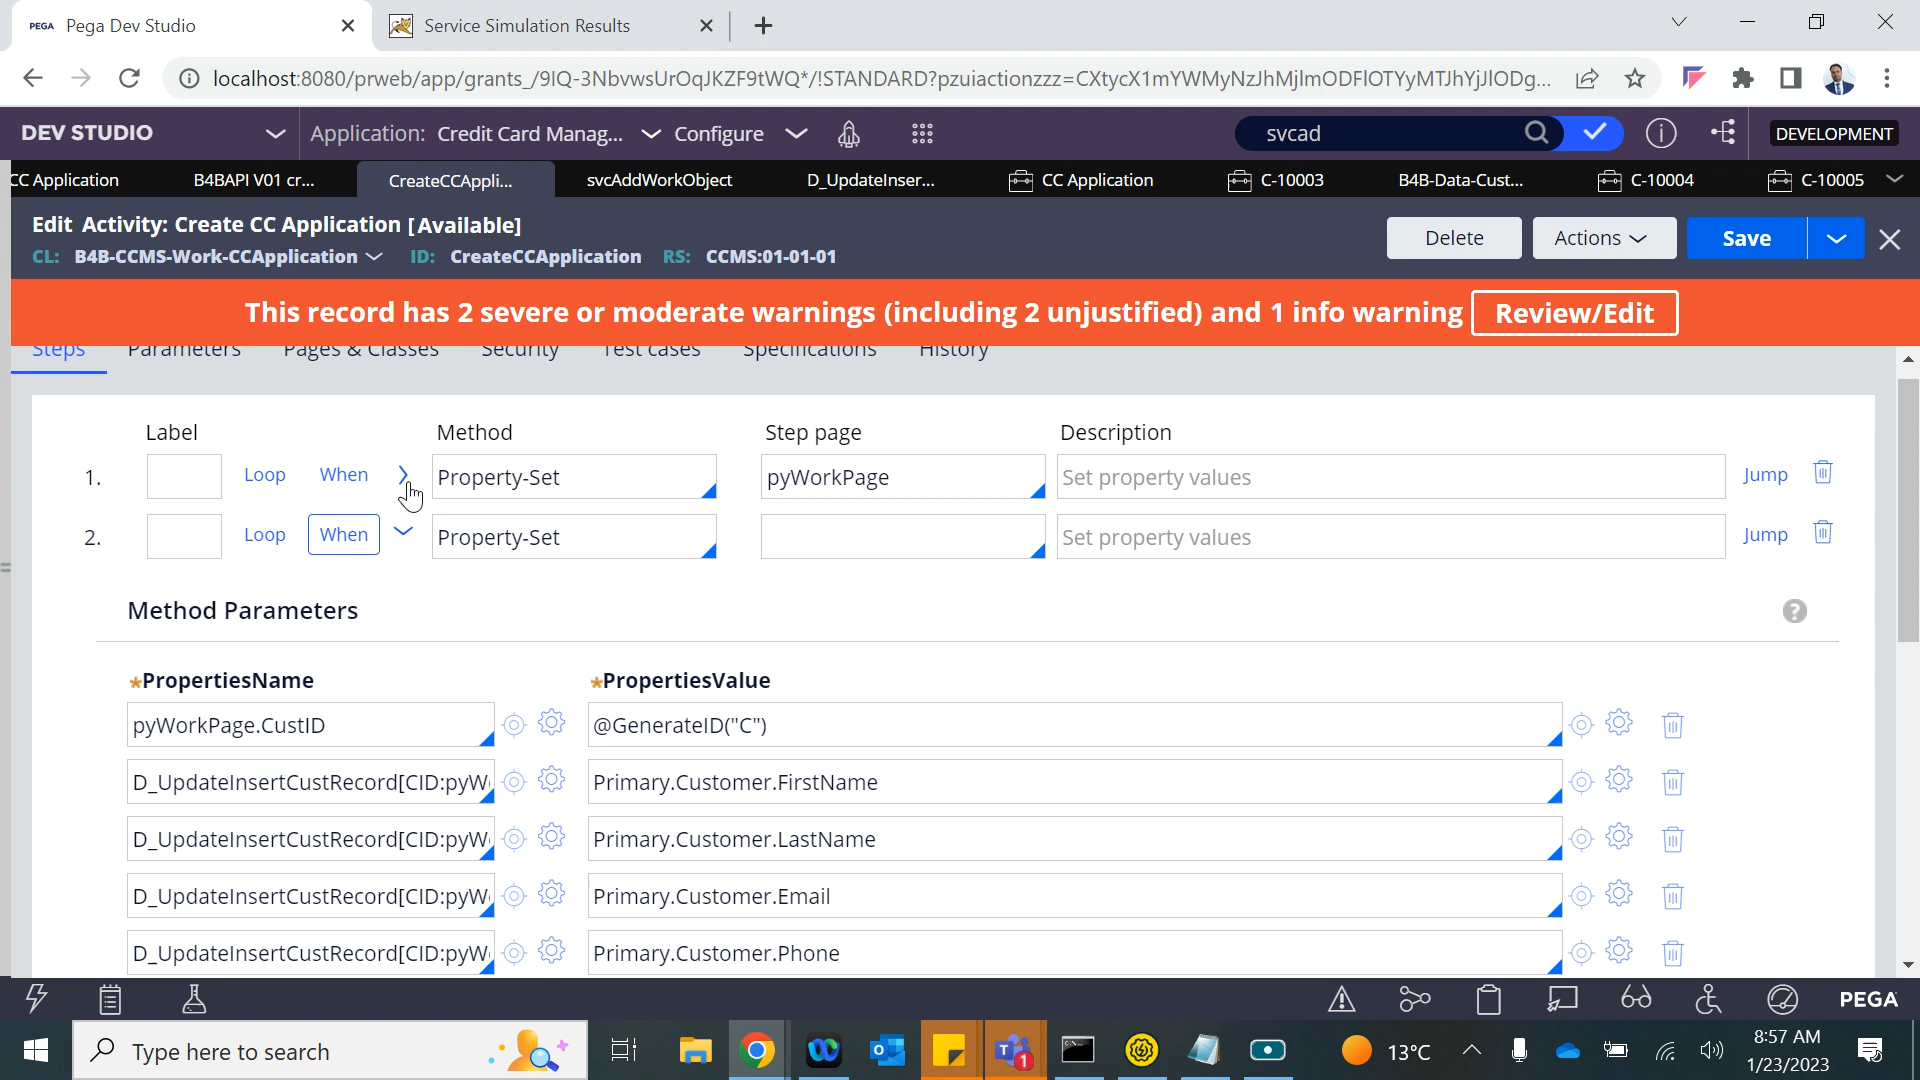 PEGA Pega Dev Studio
Service Simulation Results
localhost:8080/prweb/app/grants_/9IQ-3NbvwsUrOqJKZF9tWQ*/!STANDARD?pzuiactionzzz=CXtycX1mYWMyNzJhMjlmODFlOTYyMTJhYjJlODg...
DEV STUDIO
Application: Credit Card Manag...
Configure
svcad
DEVELOPMENT
CC Application
B4BAPI V01 cr...
CreateCCAppli...
svcAddWorkObject
D_UpdateInser...
CC Application
C-10003
B4B-Data-Cust...
C-10004
C-10005
Edit Activity: Create CC Application [Available]
CL: B4B-CCMS-Work-CCApplication ID: CreateCCApplication RS: CCMS:01-01-01
Delete
Actions
Save
This record has 2 severe or moderate warnings (including 2 unjustified) and 1 info warning
Review/Edit
Steps Parameters Pages & Classes Security Test cases Specifications History
Label Method Step page Description
1. Loop When Property-Set pyWorkPage Set property values Jump
2. Loop When Property-Set Set property values Jump
Method Parameters
?
*PropertiesName *PropertiesValue
pyWorkPage.CustID @GenerateID("C")
D_UpdateInsertCustRecord[CID:pyW Primary.Customer.FirstName
D_UpdateInsertCustRecord[CID:pyW Primary.Customer.LastName
D_UpdateInsertCustRecord[CID:pyW Primary.Customer.Email
D_UpdateInsertCustRecord[CID:pyW Primary.Customer.Phone
PEGA
Type here to search
1
13°C
8:57 AM
1/23/2023